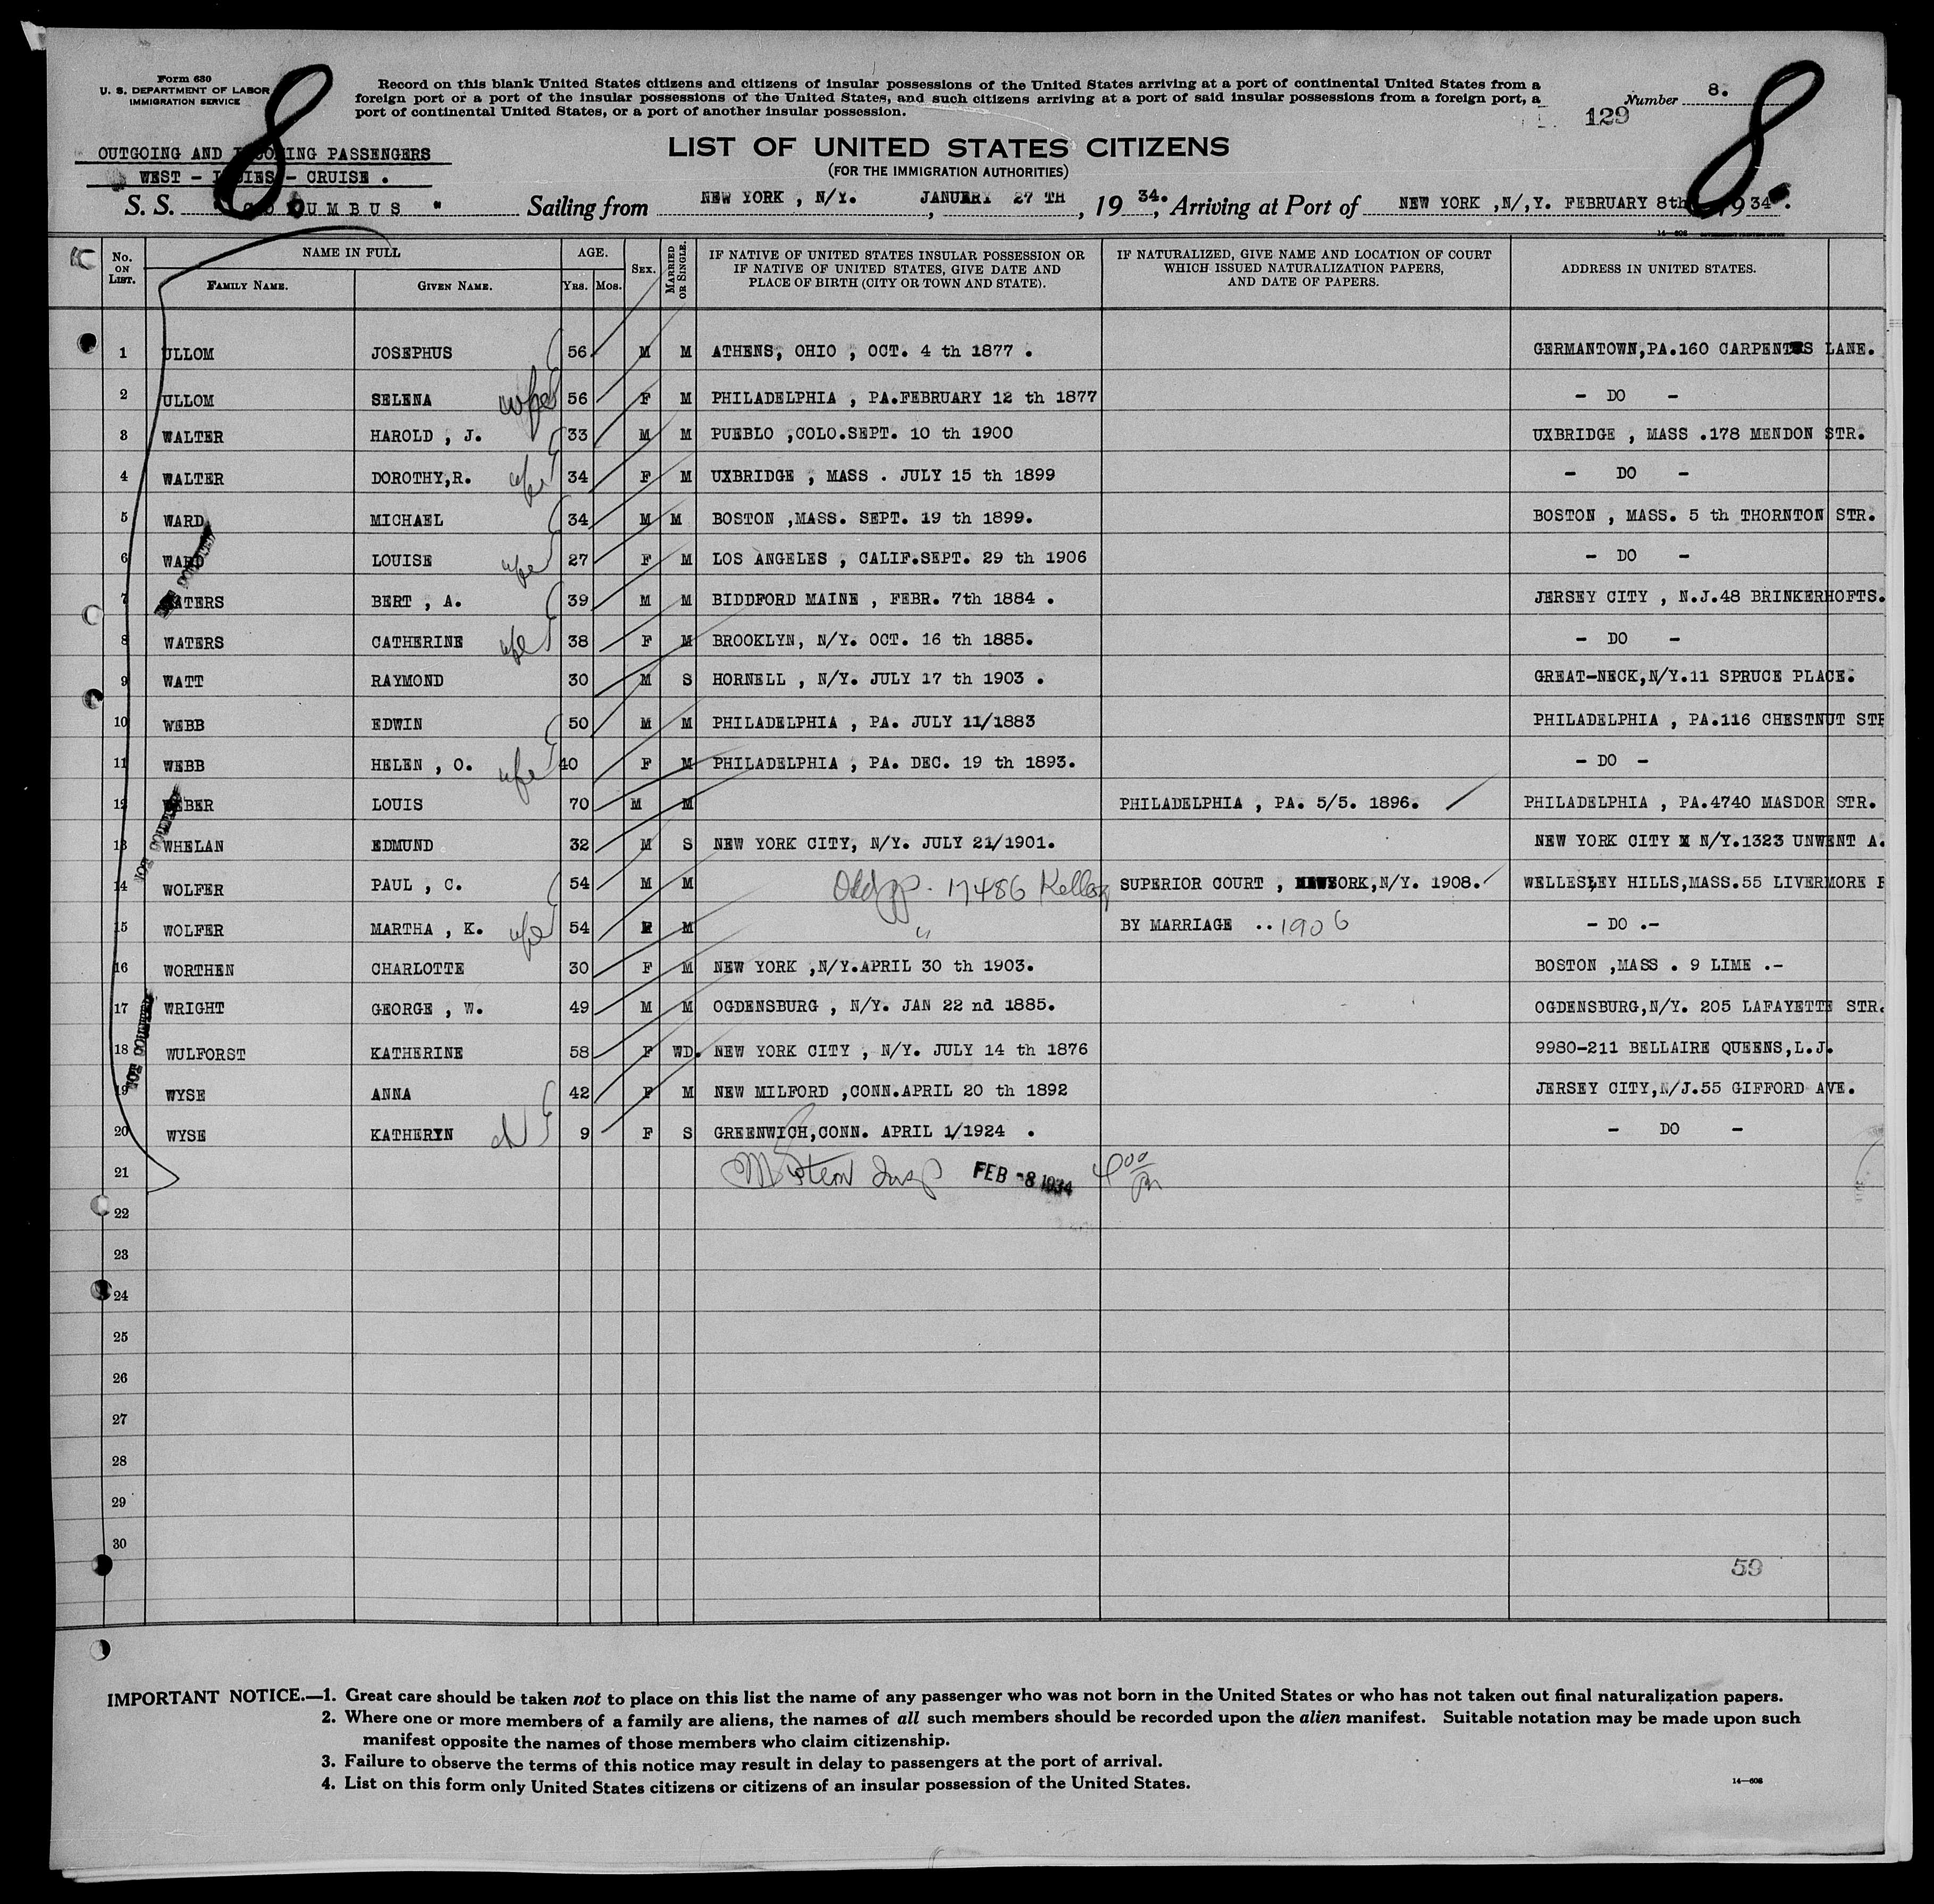 Form 630
U. S. DEPARTMENT OF LABOR
IMMIGRATION SERVICE
8
Record on this blank United States citizens and citizens of insular possessions of the United States arriving at a port of continental United States from a
foreign port or a port of the insular possessions of the United States, and such citizens arriving at a port of said insular possessions from a foreign port, a
port of continental United States, or a port of another insular possession.
Number 8.
129
8
OUTGOING AND INCOMING PASSENGERS
WEST - INDIES - CRUISE .
LIST OF UNITED STATES CITIZENS
(FOR THE IMMIGRATION AUTHORITIES)
S. S. " COLUMBUS " Sailing from NEW YORK , N/Y. JANUARY 27 TH , 19 34. , Arriving at Port of NEW YORK ,N/,Y. FEBRUARY 8th 19 34 .
14—608
No. ON LIST. NAME IN FULL AGE. SEX. MARRIED OR SINGLE. IF NATIVE OF UNITED STATES INSULAR POSSESSION OR IF NATIVE OF UNITED STATES, GIVE DATE AND PLACE OF BIRTH (CITY OR TOWN AND STATE). IF NATURALIZED, GIVE NAME AND LOCATION OF COURT WHICH ISSUED NATURALIZATION PAPERS, AND DATE OF PAPERS. ADDRESS IN UNITED STATES.
FAMILY NAME. GIVEN NAME. YRS. MOS.
1 ULLOM JOSEPHUS 56 M M ATHENS, OHIO , OCT. 4 th 1877 . GERMANTOWN,PA.160 LANE.
2 ULLOM SELENA wife 56 F M PHILADELPHIA , PA.FEBRUARY 12 th 1877 - DO -
3 WALTER HAROLD , J. 33 M M PUEBLO ,COLO.SEPT. 10 th 1900 UXBRIDGE , MASS .178 MENDON STR.
4 WALTER DOROTHY,R. wife 34 F M UXBRIDGE , MASS . JULY 15 th 1899 - DO -
5 WARD MICHAEL 34 M M BOSTON ,MASS. SEPT. 19 th 1899. BOSTON , MASS. 5 th THORNTON STR.
6 WARD LOUISE wife 27 F M LOS ANGELES , CALIF.SEPT. 29 th 1906 - DO -
7 WATERS BERT , A. 39 M M BIDDFORD MAINE , FEBR. 7th 1884 . JERSEY CITY , N.J.48 BRINKERHOFTS.
8 WATERS CATHERINE wife 38 F M BROOKLYN, N/Y. OCT. 16 th 1885. - DO -
9 WATT RAYMOND 30 M S HORNELL , N/Y. JULY 17 th 1903 . GREAT-NECK,N/Y.11 SPRUCE PLACE.
10 WEBB EDWIN 50 M M PHILADELPHIA , PA. JULY 11/1883 PHILADELPHIA , PA.116 CHESTNUT STR
11 WEBB HELEN , O. wife 40 F M PHILADELPHIA , PA. DEC. 19 th 1893. - DO -
12 WEBER LOUIS 70 M M PHILADELPHIA , PA. 5/5. 1896. PHILADELPHIA , PA.4740 MASDOR STR.
13 WHELAN EDMUND 32 M S NEW YORK CITY, N/Y. JULY 21/1901. NEW YORK CITY N/Y.1323 UNWENT A.
14 WOLFER PAUL , C. 54 M M Old pp. 17486 SUPERIOR COURT , NEWYORK,N/Y. 1908. WELLESLEY HILLS,MASS.55 LIVERMORE
15 WOLFER MARTHA , K. wife 54 F M " BY MARRIAGE .. 1906 - DO .-
16 WORTHEN CHARLOTTE 30 F M NEW YORK ,N/Y.APRIL 30 th 1903. BOSTON ,MASS . 9 LIME .-
17 WRIGHT GEORGE , W. 49 M M OGDENSBURG , N/Y. JAN 22 nd 1885. OGDENSBURG,N/Y. 205 LAFAYETTE STR.
18 WULFORST KATHERINE 58 F WD. NEW YORK CITY , N/Y. JULY 14 th 1876 9980-211 BELLAIRE QUEENS,L.J.
19 WYSE ANNA 42 F M NEW MILFORD ,CONN.APRIL 20 th 1892 JERSEY CITY,N/J.55 GIFFORD AVE.
20 WYSE KATHERYN ch 9 F S GREENWICH,CONN. APRIL 1/1924 . - DO -
21 Insp FEB -8 1934 4 00 Pm
22
23
24
25
26
27
28
29
30
59
IMPORTANT NOTICE.—1. Great care should be taken not to place on this list the name of any passenger who was not born in the United States or who has not taken out final naturalization papers.
2. Where one or more members of a family are aliens, the names of all such members should be recorded upon the alien manifest. Suitable notation may be made upon such
manifest opposite the names of those members who claim citizenship.
3. Failure to observe the terms of this notice may result in delay to passengers at the port of arrival.
4. List on this form only United States citizens or citizens of an insular possession of the United States.
14—608